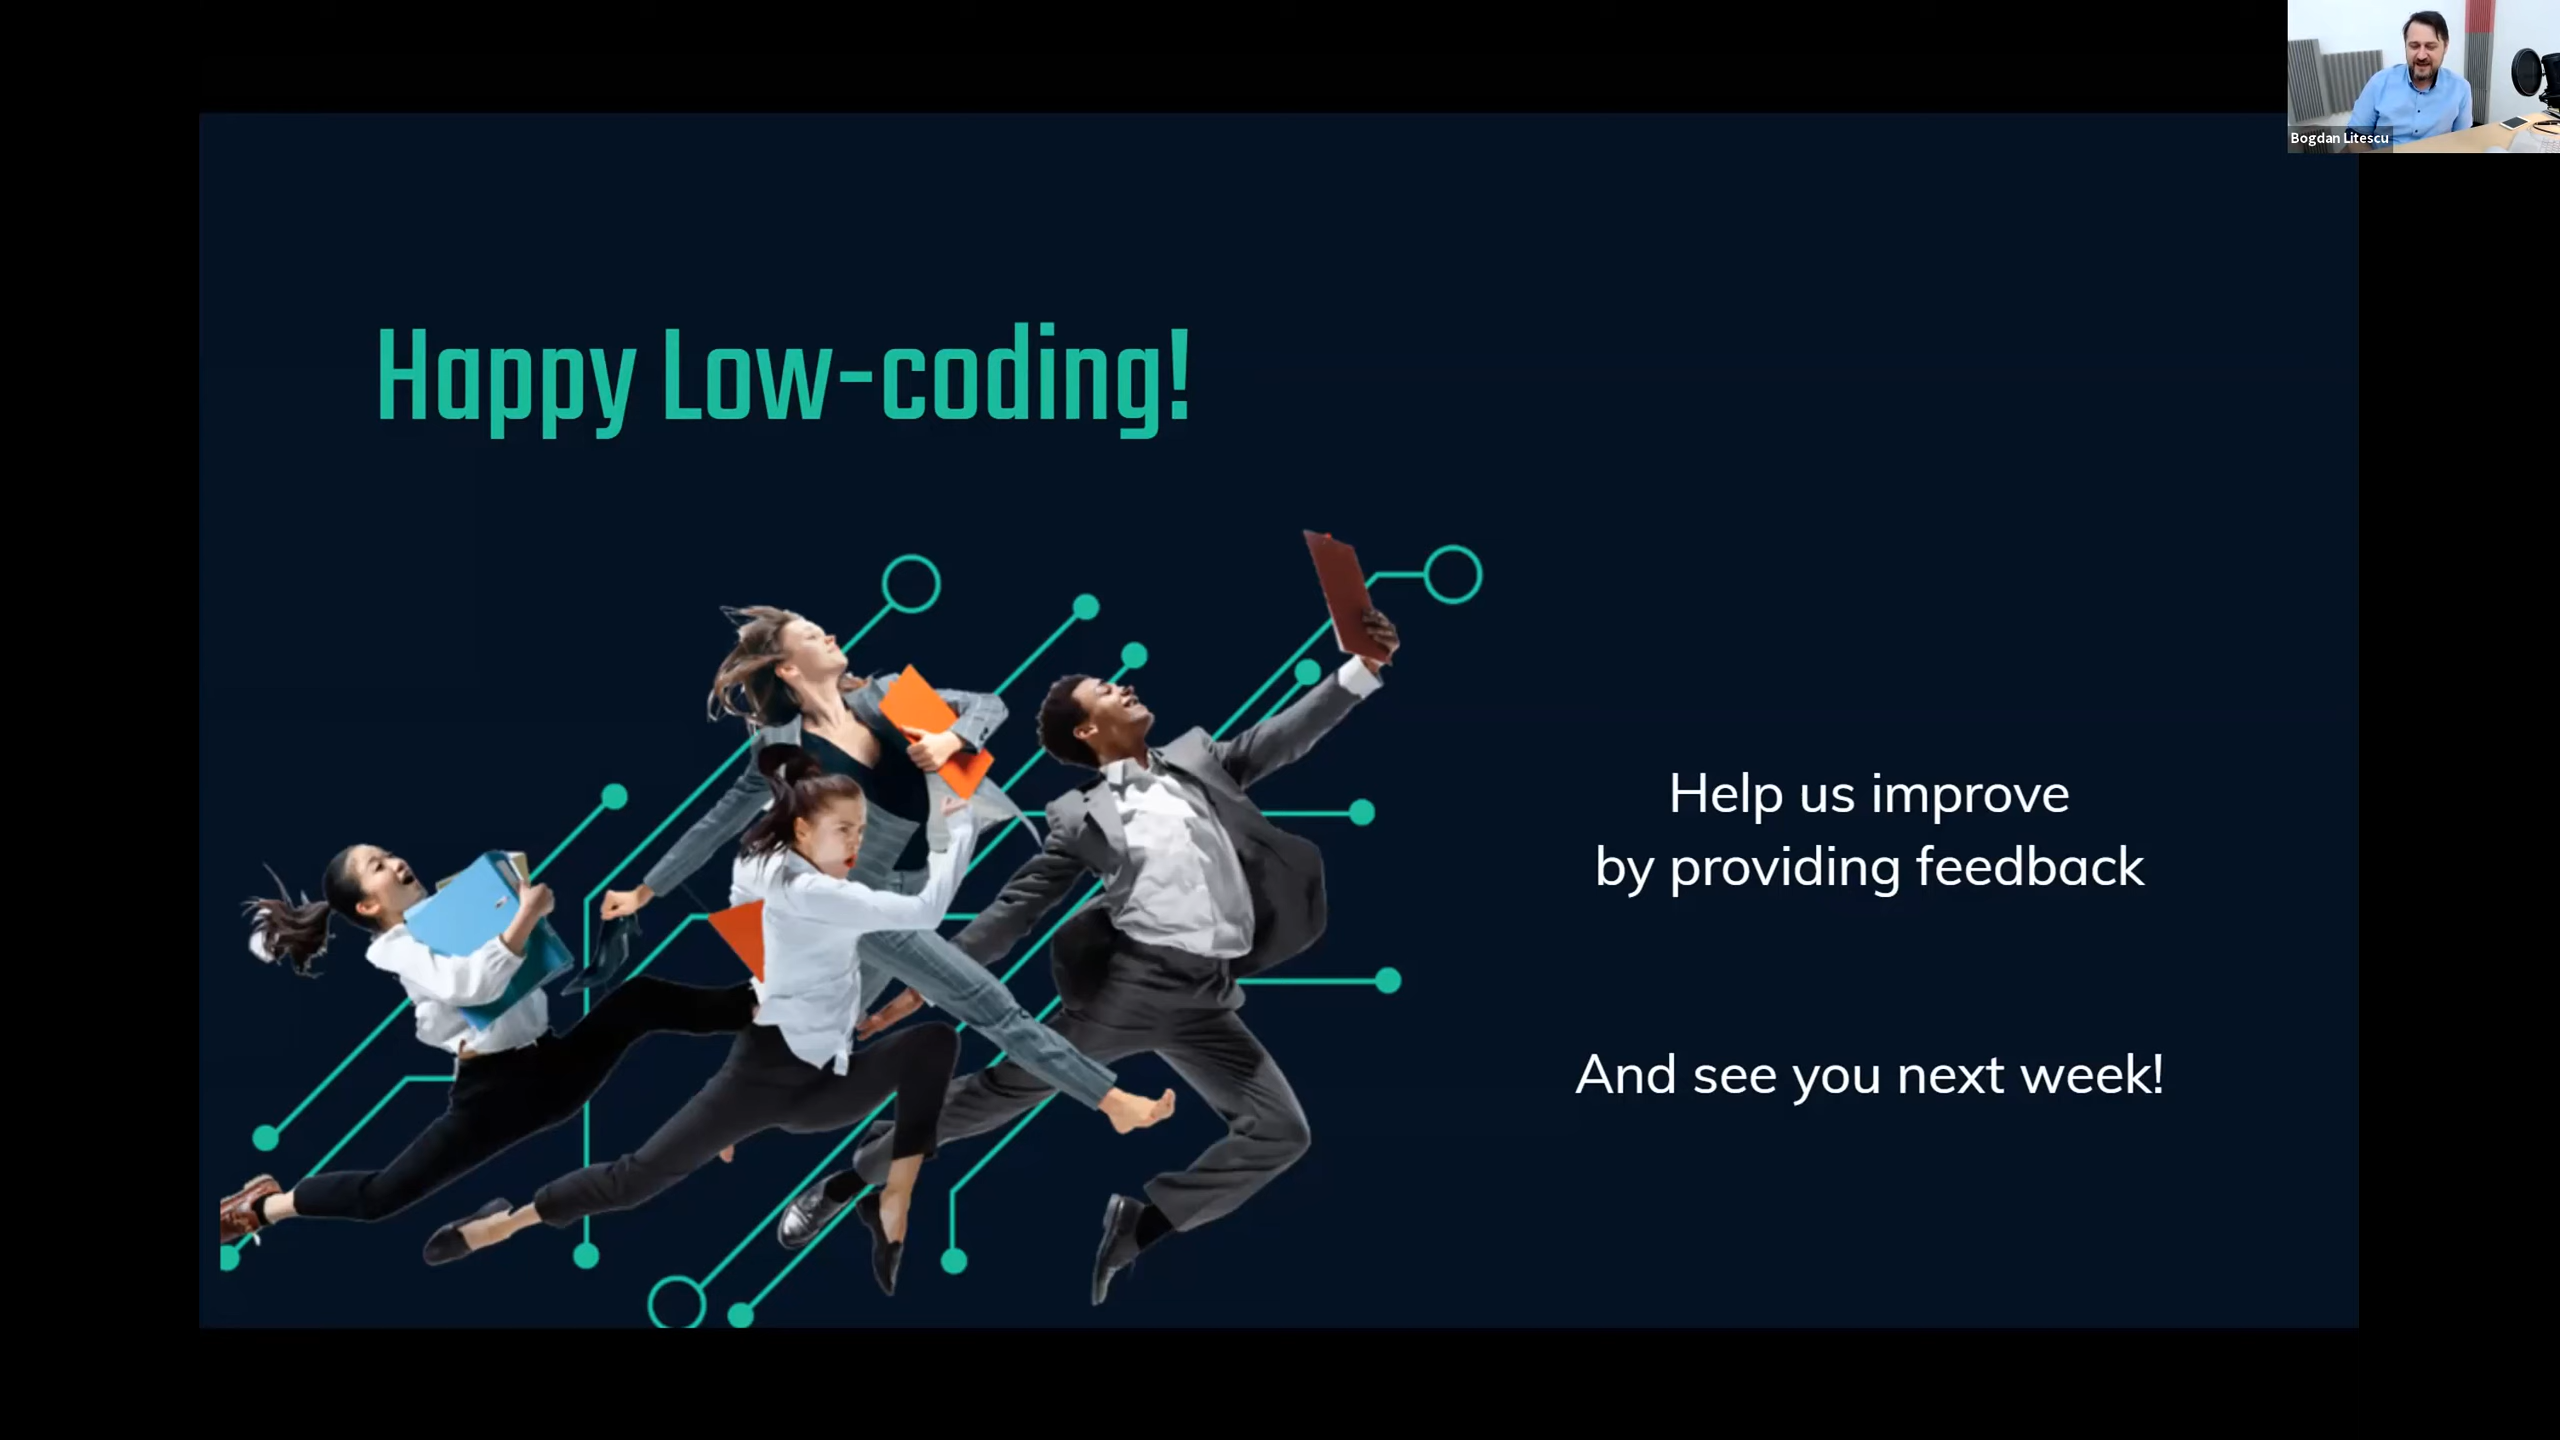 Bogdan Litescu
Happy Low-coding!
Help us improve
by providing feedback
And see you next week!